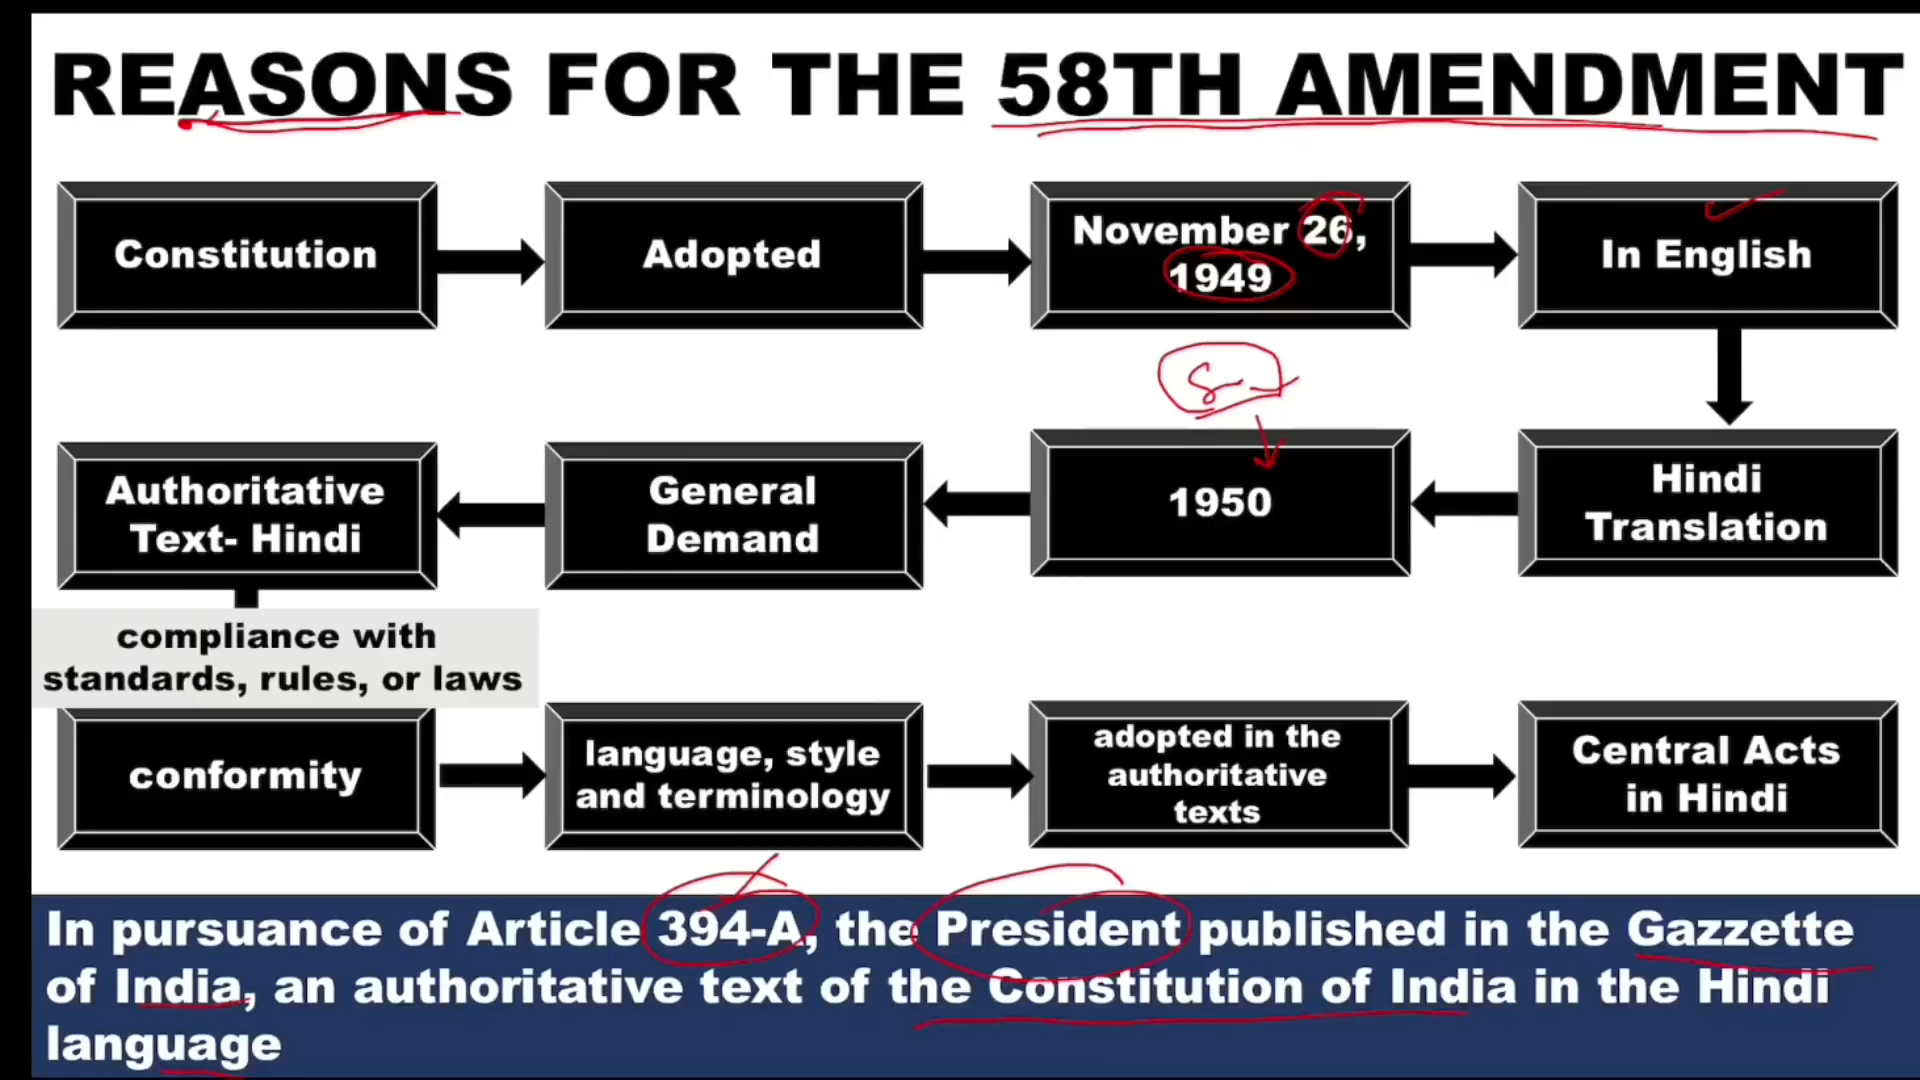 REASONS FOR THE 58TH AMENDMENT
Constitution
Adopted
November 26,
1949
In English
Hindi
Translation
1950
General
Demand
Authoritative
Text- Hindi
compliance with
standards, rules, or laws
conformity
language, style
and terminology
adopted in the
authoritative
texts
Central Acts
in Hindi
In pursuance of Article 394-A, the President published in the Gazzette
of India, an authoritative text of the Constitution of India in the Hindi
language